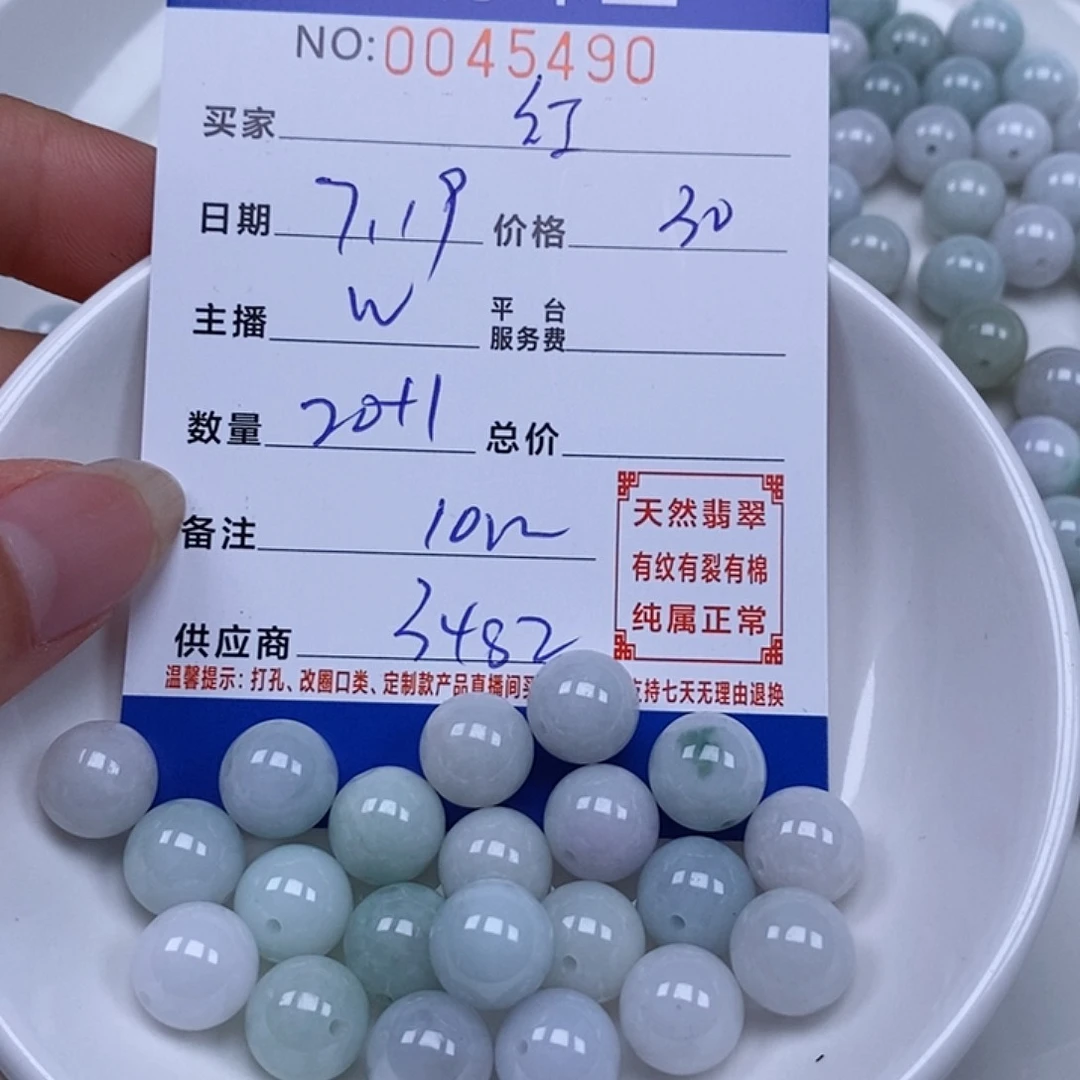 NO:0045490
买家 红
日期 7.19 价格 30
主播 W 平台服务费
数量 20+1 总价
备注 10m
供应商 3482
天然翡翠
有纹有裂有棉
纯属正常
温馨提示：打孔、改圈口类、定制款产品直播间 支持七天无理由退换